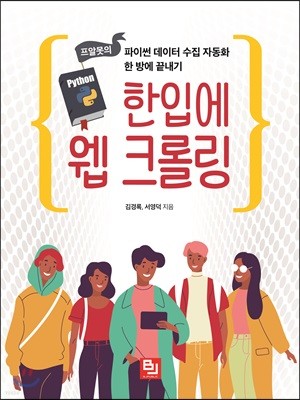 프알못의
파이썬 데이터 수집 자동화
한 방에 끝내기
Python
한입에
웹 크롤링
김경록, 서영덕 지음
BJ